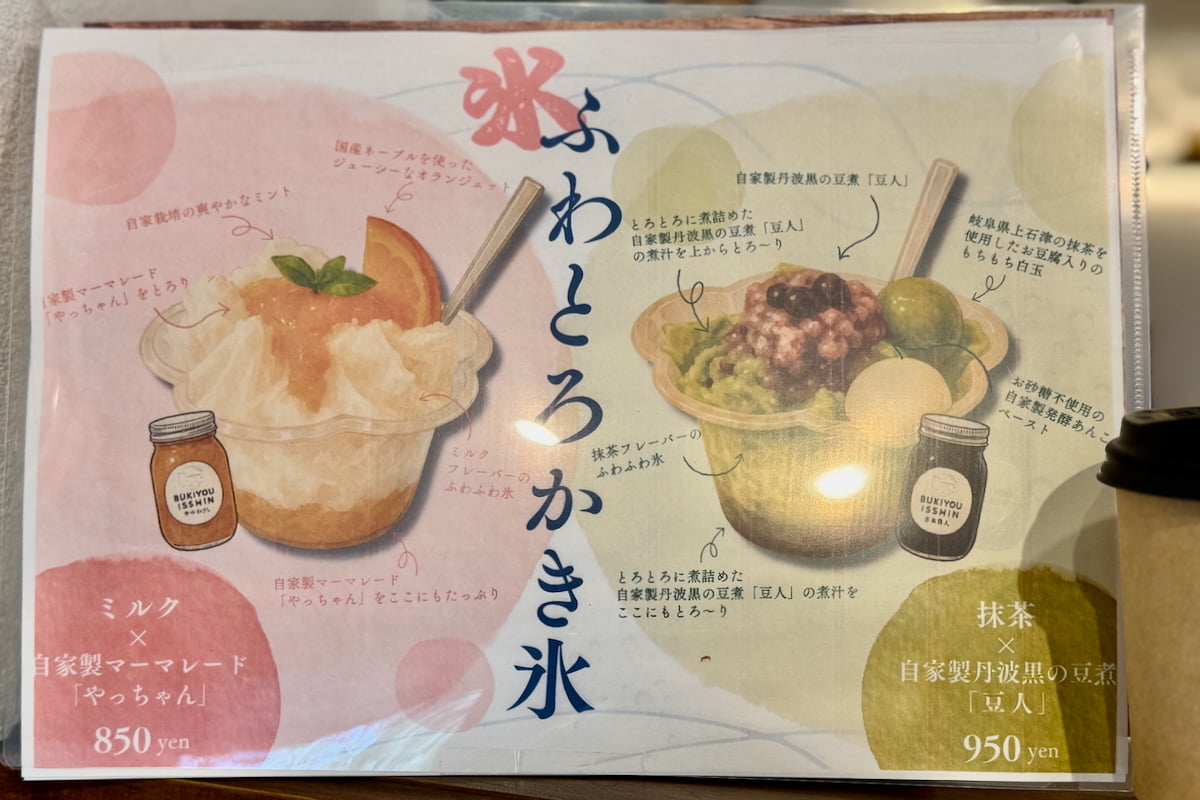 氷
ふわとろかき氷
国産ネーブルを使った
ジューシーなオランジェット
自家栽培の爽やかなミント
自家製マーマレード
「やっちゃん」をとろり
ミルク
フレーバーの
ふわふわ氷
自家製マーマレード
「やっちゃん」をここにもたっぷり
BUKIYOU
ISSHIN
ミルク
×
自家製マーマレード
「やっちゃん」
850 yen
自家製丹波黒の豆煮「豆人」
とろとろに煮詰めた
自家製丹波黒の豆煮「豆人」
の煮汁を上からとろ〜り
岐阜県上石津の抹茶を
使用したお豆腐入りの
もちもち白玉
お砂糖不使用の
自家製発酵あんこ
ペースト
抹茶フレーバーの
ふわふわ氷
とろとろに煮詰めた
自家製丹波黒の豆煮「豆人」の煮汁を
ここにもとろ〜り
BUKIYOU
ISSHIN
抹茶
×
自家製丹波黒の豆煮
「豆人」
950 yen